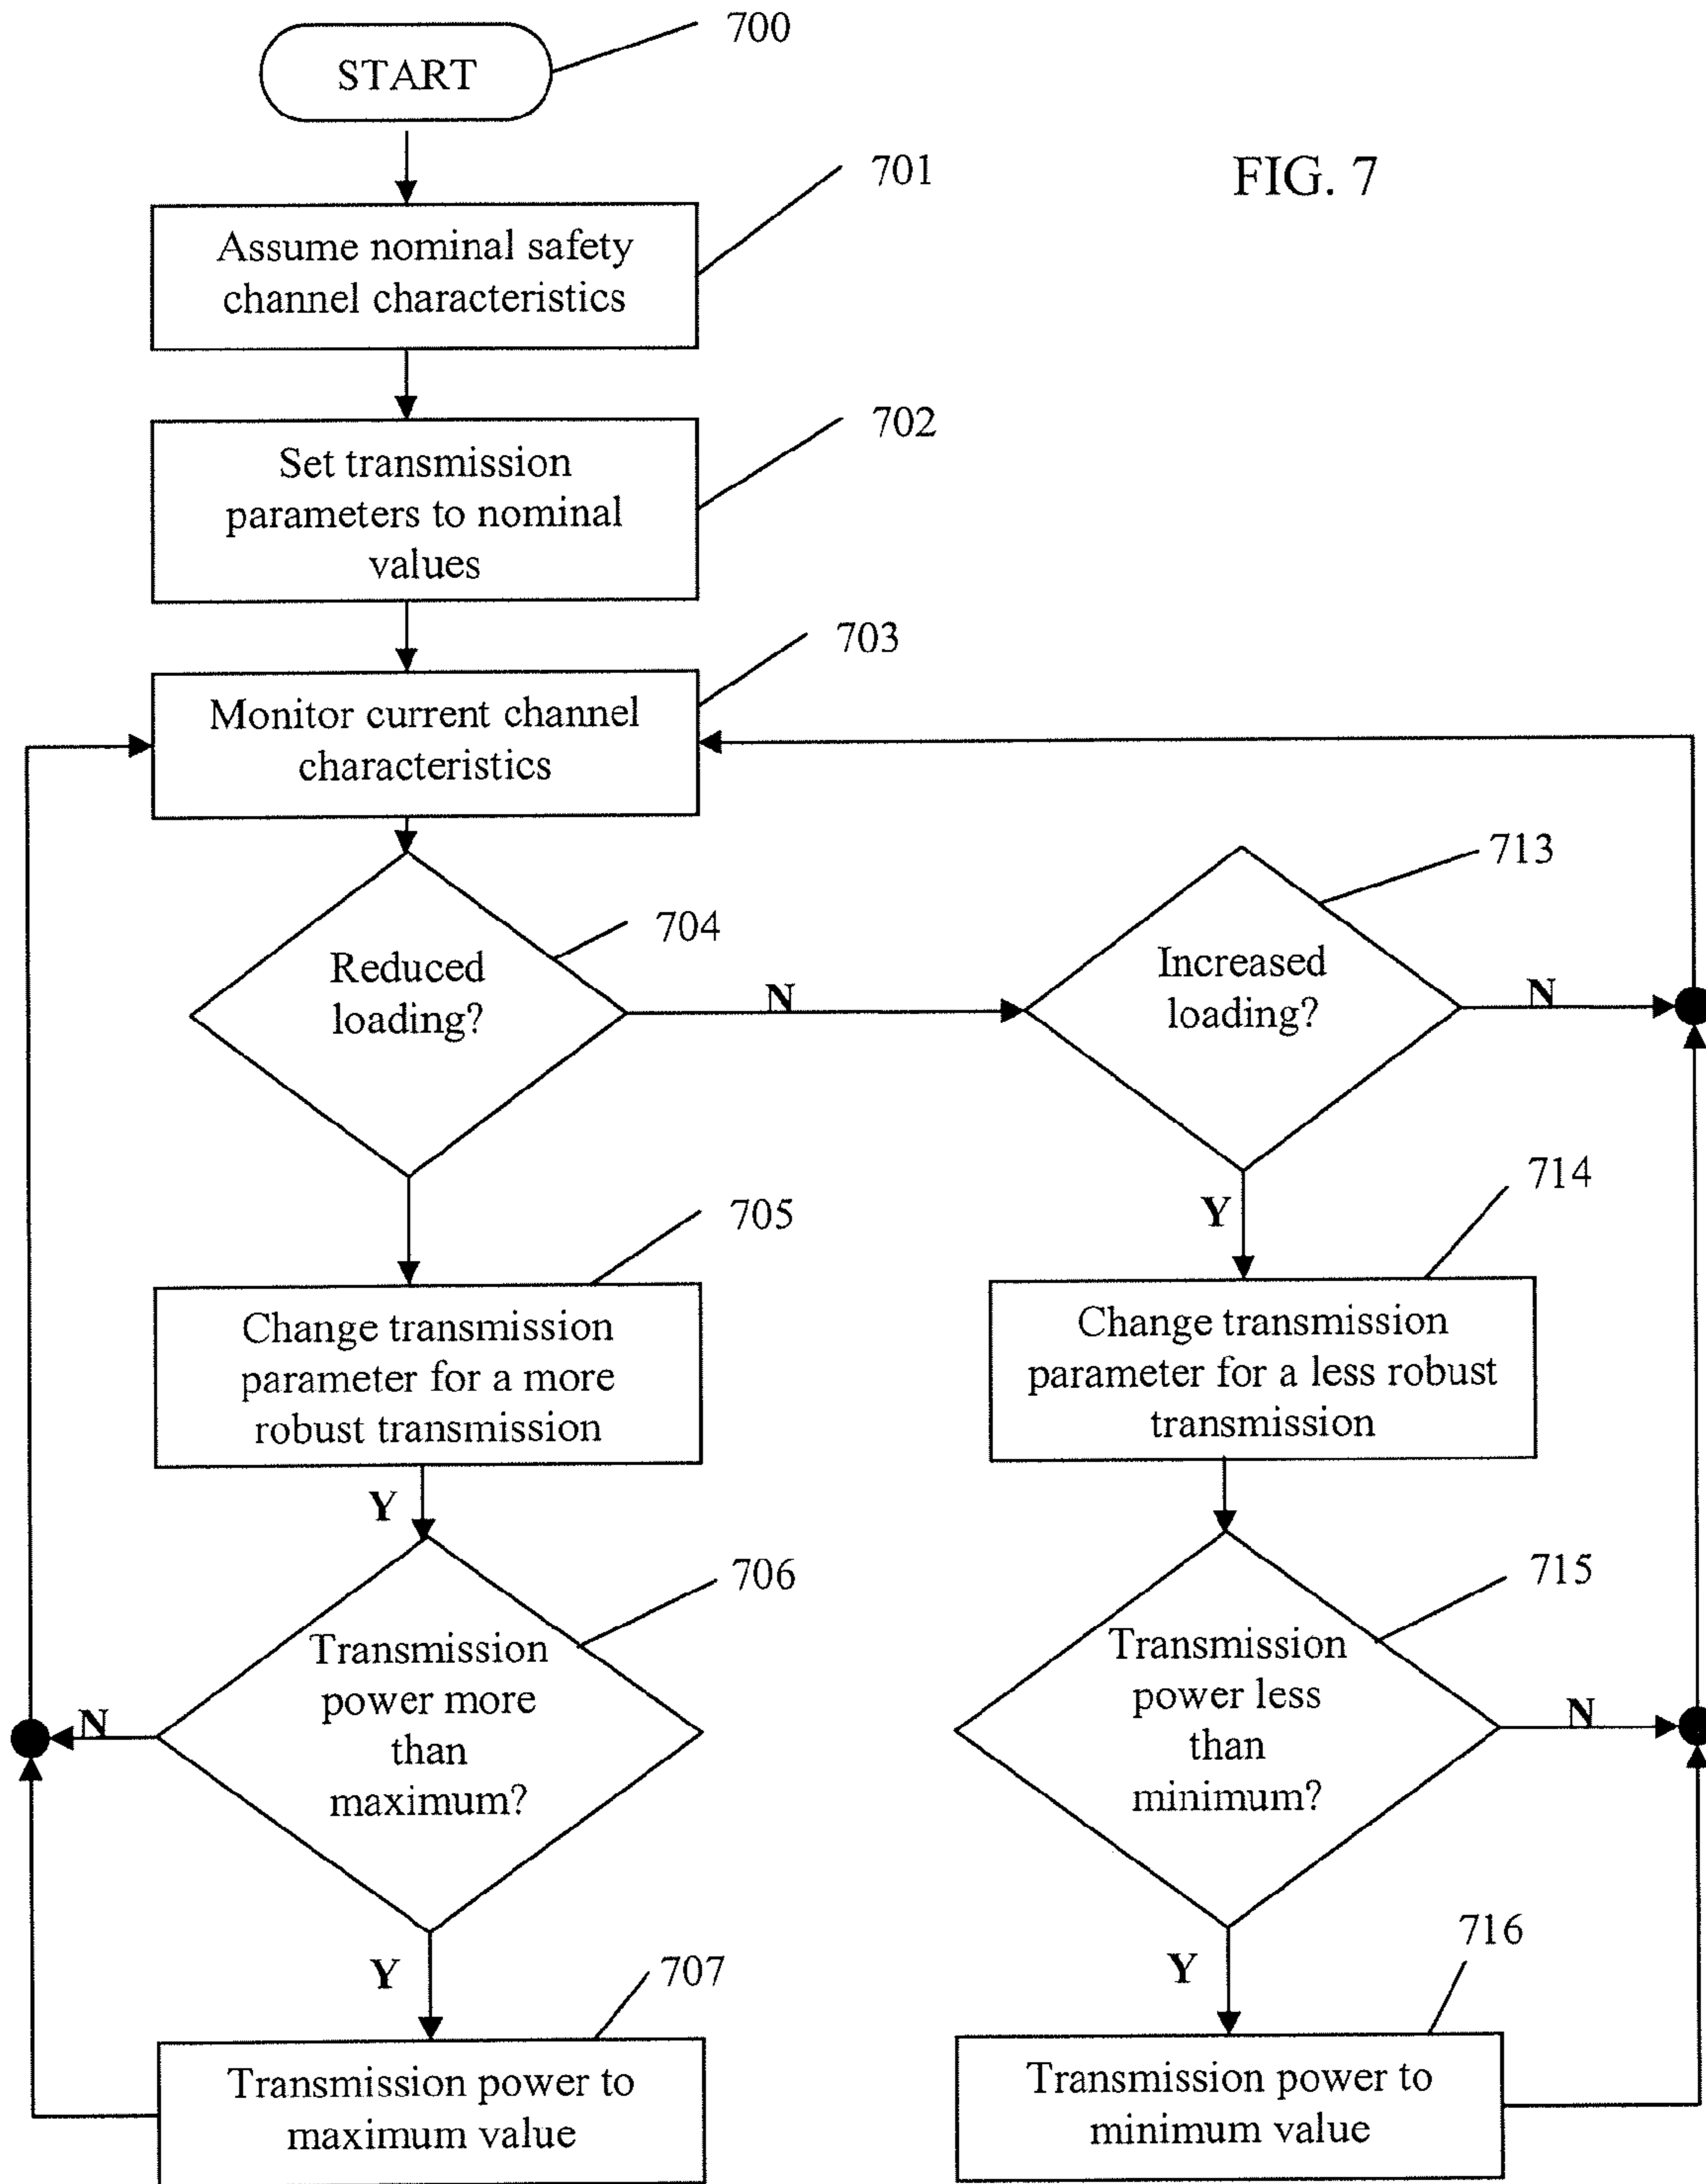 700
START
FIG. 7
701
Assume nominal safety
channel characteristics
702
Set transmission
parameters to nominal
values
703
Monitor current channel
characteristics
704
Reduced
loading?
N
713
Increased
loading?
N
705
Change transmission
parameter for a more
robust transmission
Y
714
Change transmission
parameter for a less robust
transmission
Y
706
Transmission
power more
than
maximum?
N
715
Transmission
power less
than
minimum?
N
Y
707
Transmission power to
maximum value
Y
716
Transmission power to
minimum value